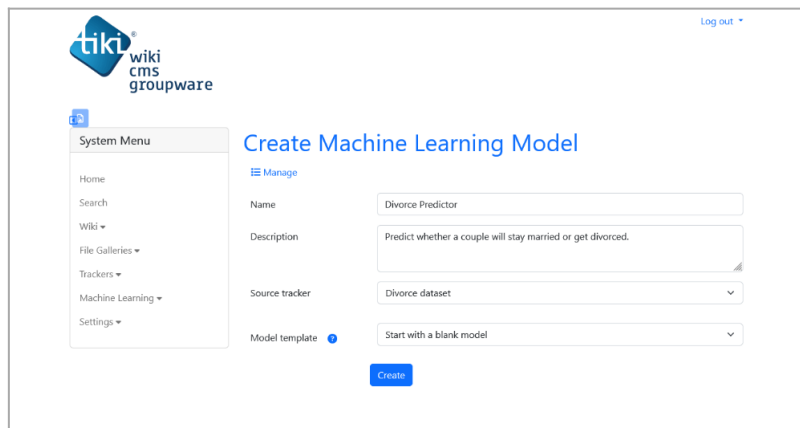 Log out
tiki®
wiki
cms
groupware
System Menu
Home
Search
Wiki
File Galleries
Trackers
Machine Learning
Settings
Create Machine Learning Model
Manage
Name
Divorce Predictor
Description
Predict whether a couple will stay married or get divorced.
Source tracker
Divorce dataset
Model template ?
Start with a blank model
Create